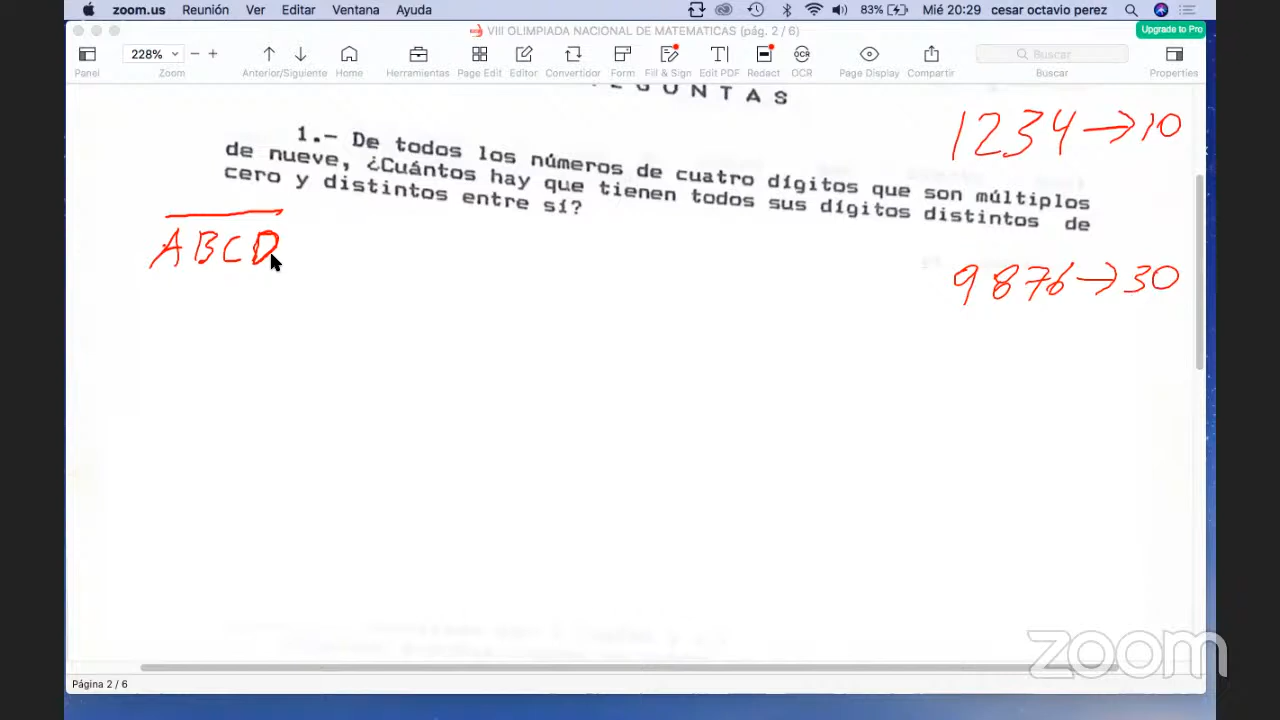 zoom.us Reunión Ver Editar Ventana Ayuda 83% Mié 20:29 cesar octavio perez
VIII OLIMPIADA NACIONAL DE MATEMATICAS (pág. 2 / 6)
Upgrade to Pro
228% Buscar
Panel Zoom Anterior/Siguiente Home Herramientas Page Edit Editor Convertidor Form Fill & Sign Edit PDF Redact OCR Page Display Compartir Buscar Properties
E G U N T A S
1234 → 10
1.- De todos los números de cuatro dígitos que son múltiplos
de nueve, ¿Cuántos hay que tienen todos sus dígitos distintos de
cero y distintos entre sí?
ABCD
9876 → 30
zoom
Página 2 / 6